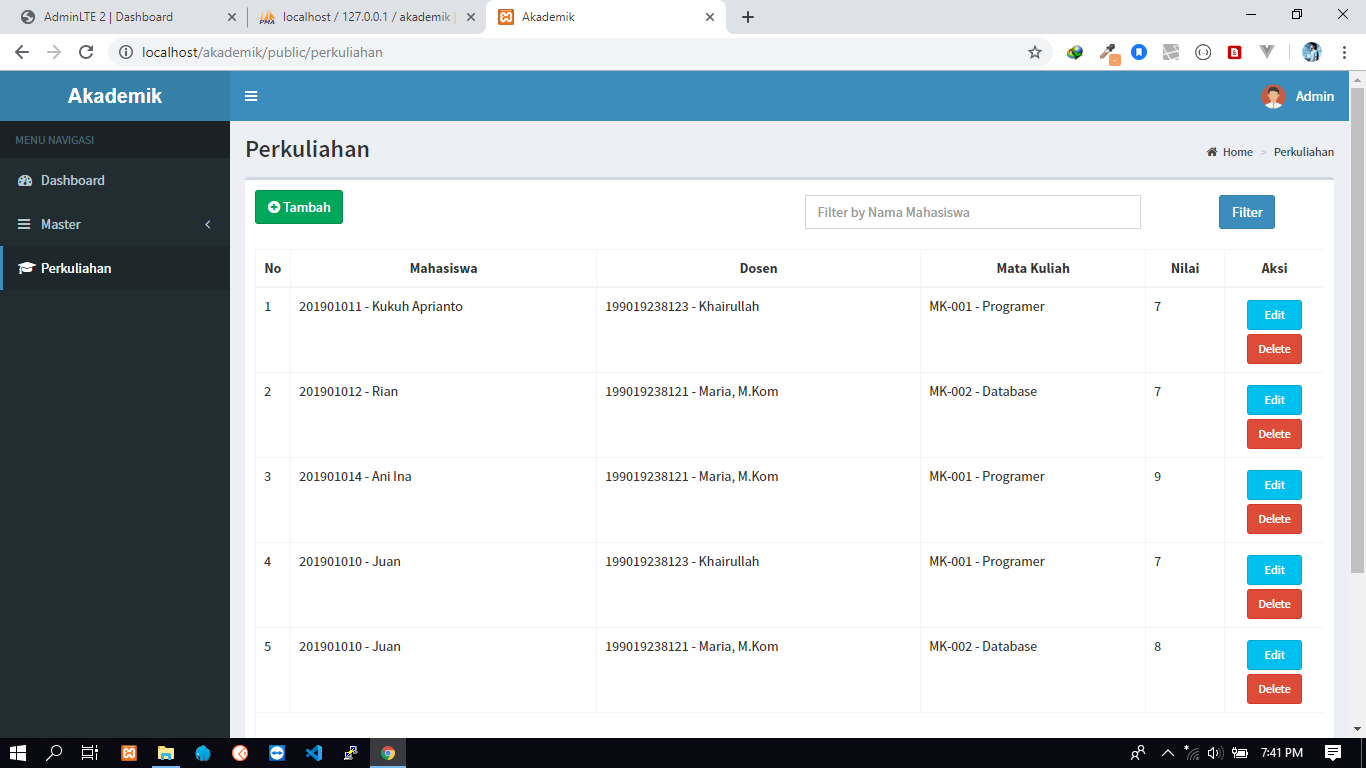 AdminLTE 2 | Dashboard
localhost / 127.0.0.1 / akademik |
Akademik
localhost/akademik/public/perkuliahan
Akademik
Admin
MENU NAVIGASI
Dashboard
Master
Perkuliahan
Perkuliahan
Home > Perkuliahan
Tambah
Filter by Nama Mahasiswa
Filter
No Mahasiswa Dosen Mata Kuliah Nilai Aksi
1 201901011 - Kukuh Aprianto 199019238123 - Khairullah MK-001 - Programer 7 Edit
Delete
2 201901012 - Rian 199019238121 - Maria, M.Kom MK-002 - Database 7 Edit
Delete
3 201901014 - Ani Ina 199019238121 - Maria, M.Kom MK-001 - Programer 9 Edit
Delete
4 201901010 - Juan 199019238123 - Khairullah MK-001 - Programer 7 Edit
Delete
5 201901010 - Juan 199019238121 - Maria, M.Kom MK-002 - Database 8 Edit
Delete
7:41 PM